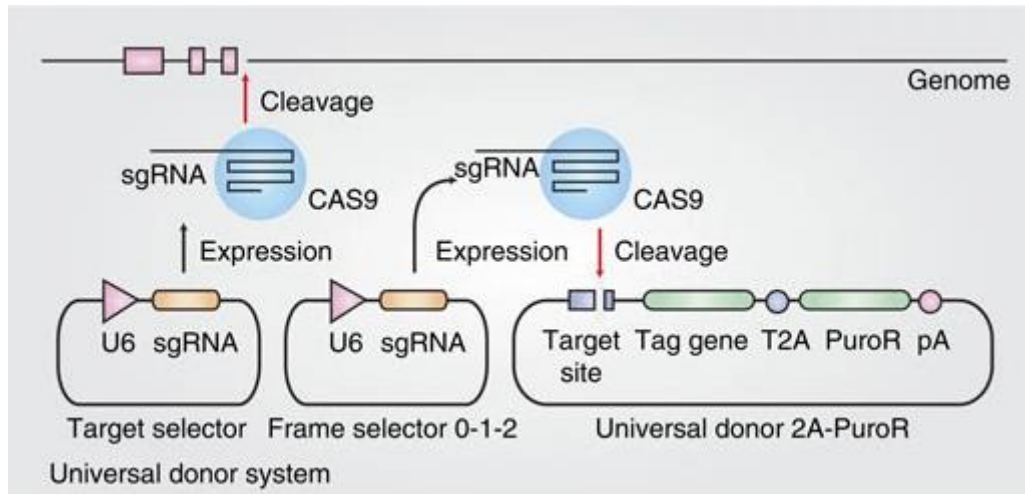 Genome
Cleavage
sgRNA
CAS9
sgRNA
CAS9
Expression
Expression
Cleavage
U6 sgRNA
U6 sgRNA
Target site
Tag gene
T2A
PuroR
pA
Target selector
Frame selector 0-1-2
Universal donor 2A-PuroR
Universal donor system